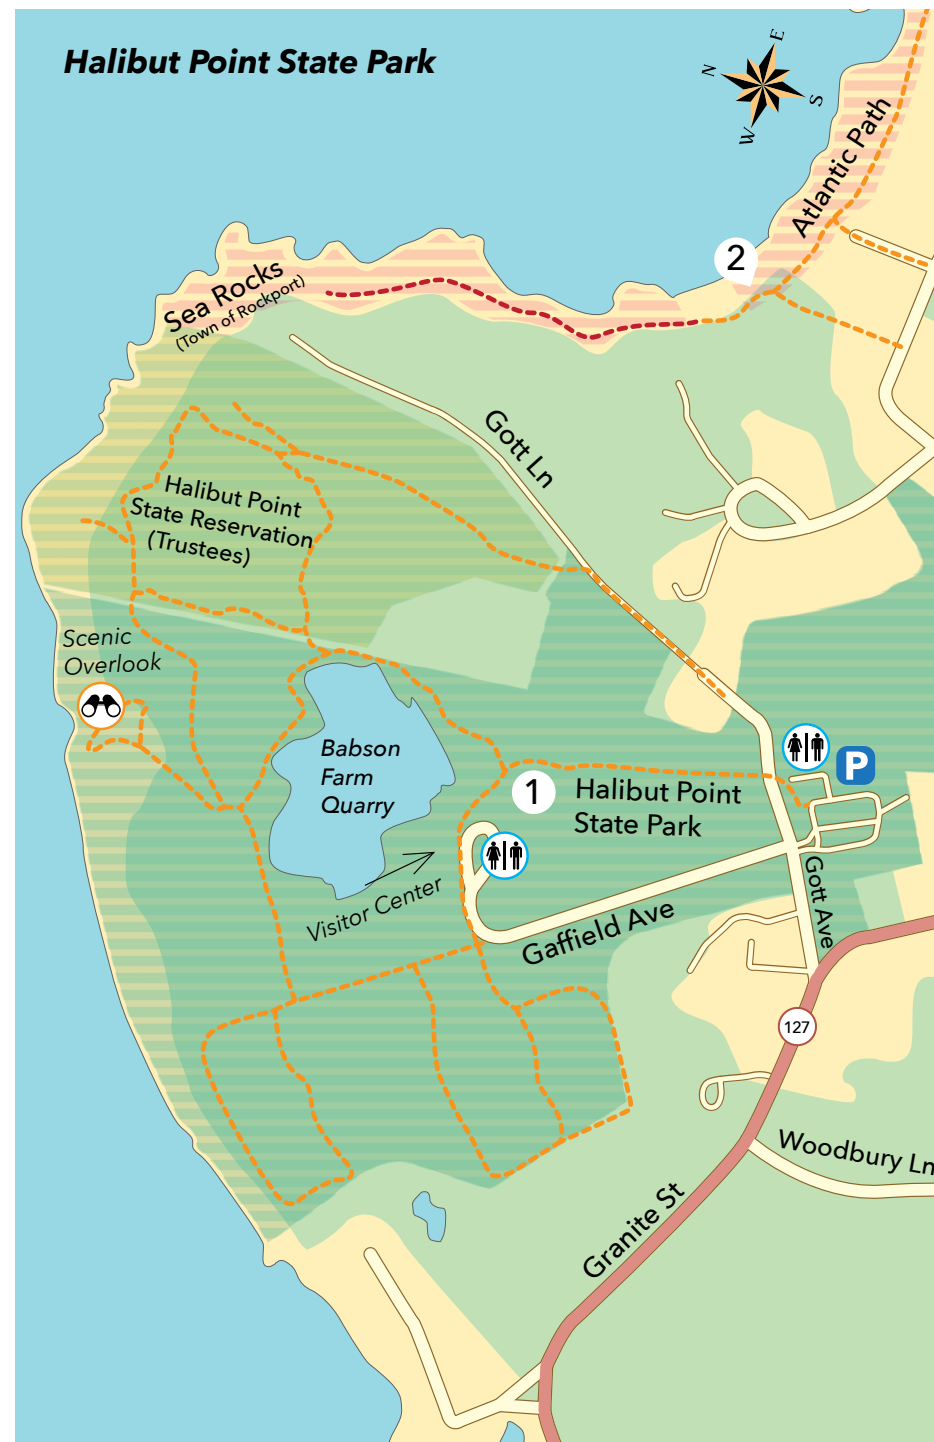 Halibut Point State Park
E
N
S
W
Atlantic Path
2
Sea Rocks
(Town of Rockport)
Gott Ln
Halibut Point
State Reservation
(Trustees)
Scenic
Overlook
Babson
Farm
Quarry
P
1
Halibut Point
State Park
Visitor Center
Gaffield Ave
Gott Ave
127
Woodbury Ln
Granite St